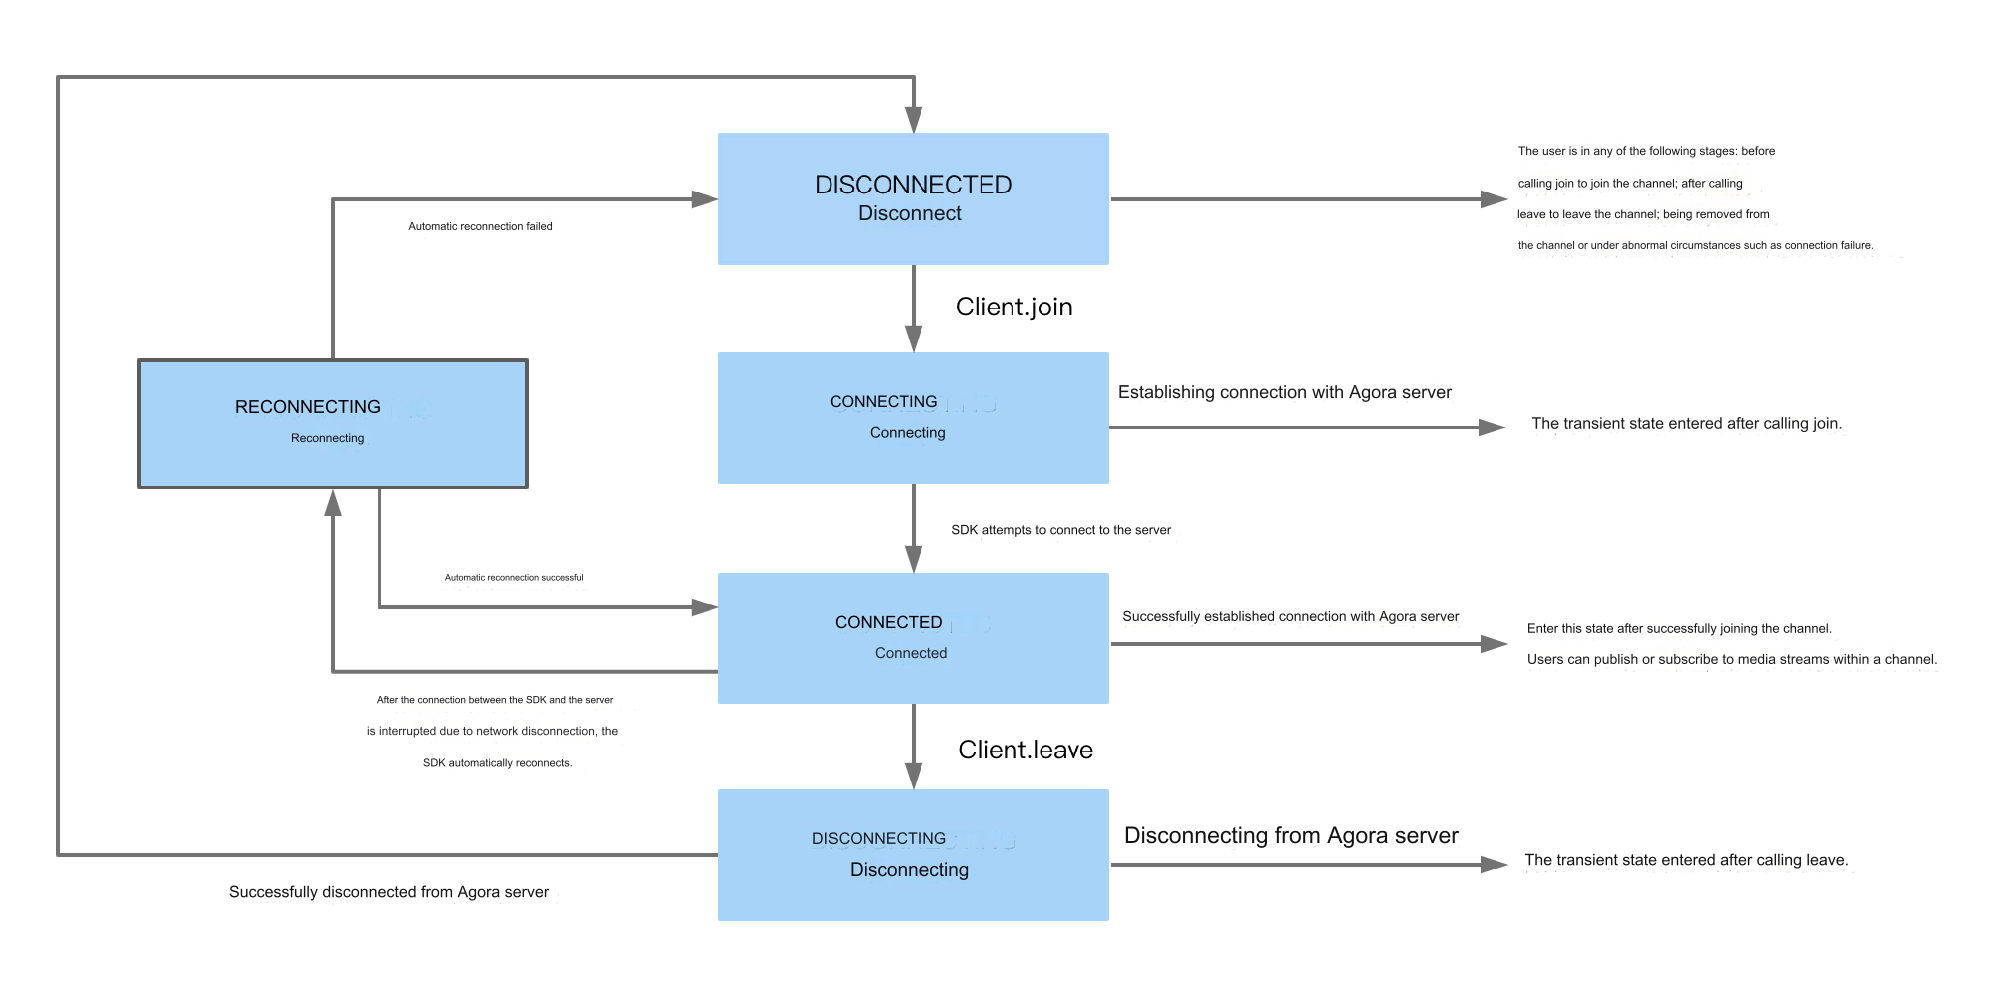 DISCONNECTED
Disconnect
The user is in any of the following stages: before
calling join to join the channel; after calling
leave to leave the channel; being removed from
the channel or under abnormal circumstances such as connection failure.
Automatic reconnection failed
Client.join
RECONNECTING
Reconnecting
CONNECTING
Connecting
Establishing connection with Agora server
The transient state entered after calling join.
SDK attempts to connect to the server
Automatic reconnection successful
CONNECTED
Connected
Successfully established connection with Agora server
Enter this state after successfully joining the channel.
Users can publish or subscribe to media streams within a channel.
After the connection between the SDK and the server
is interrupted due to network disconnection, the
SDK automatically reconnects.
Client.leave
DISCONNECTING
Disconnecting
Disconnecting from Agora server
The transient state entered after calling leave.
Successfully disconnected from Agora server